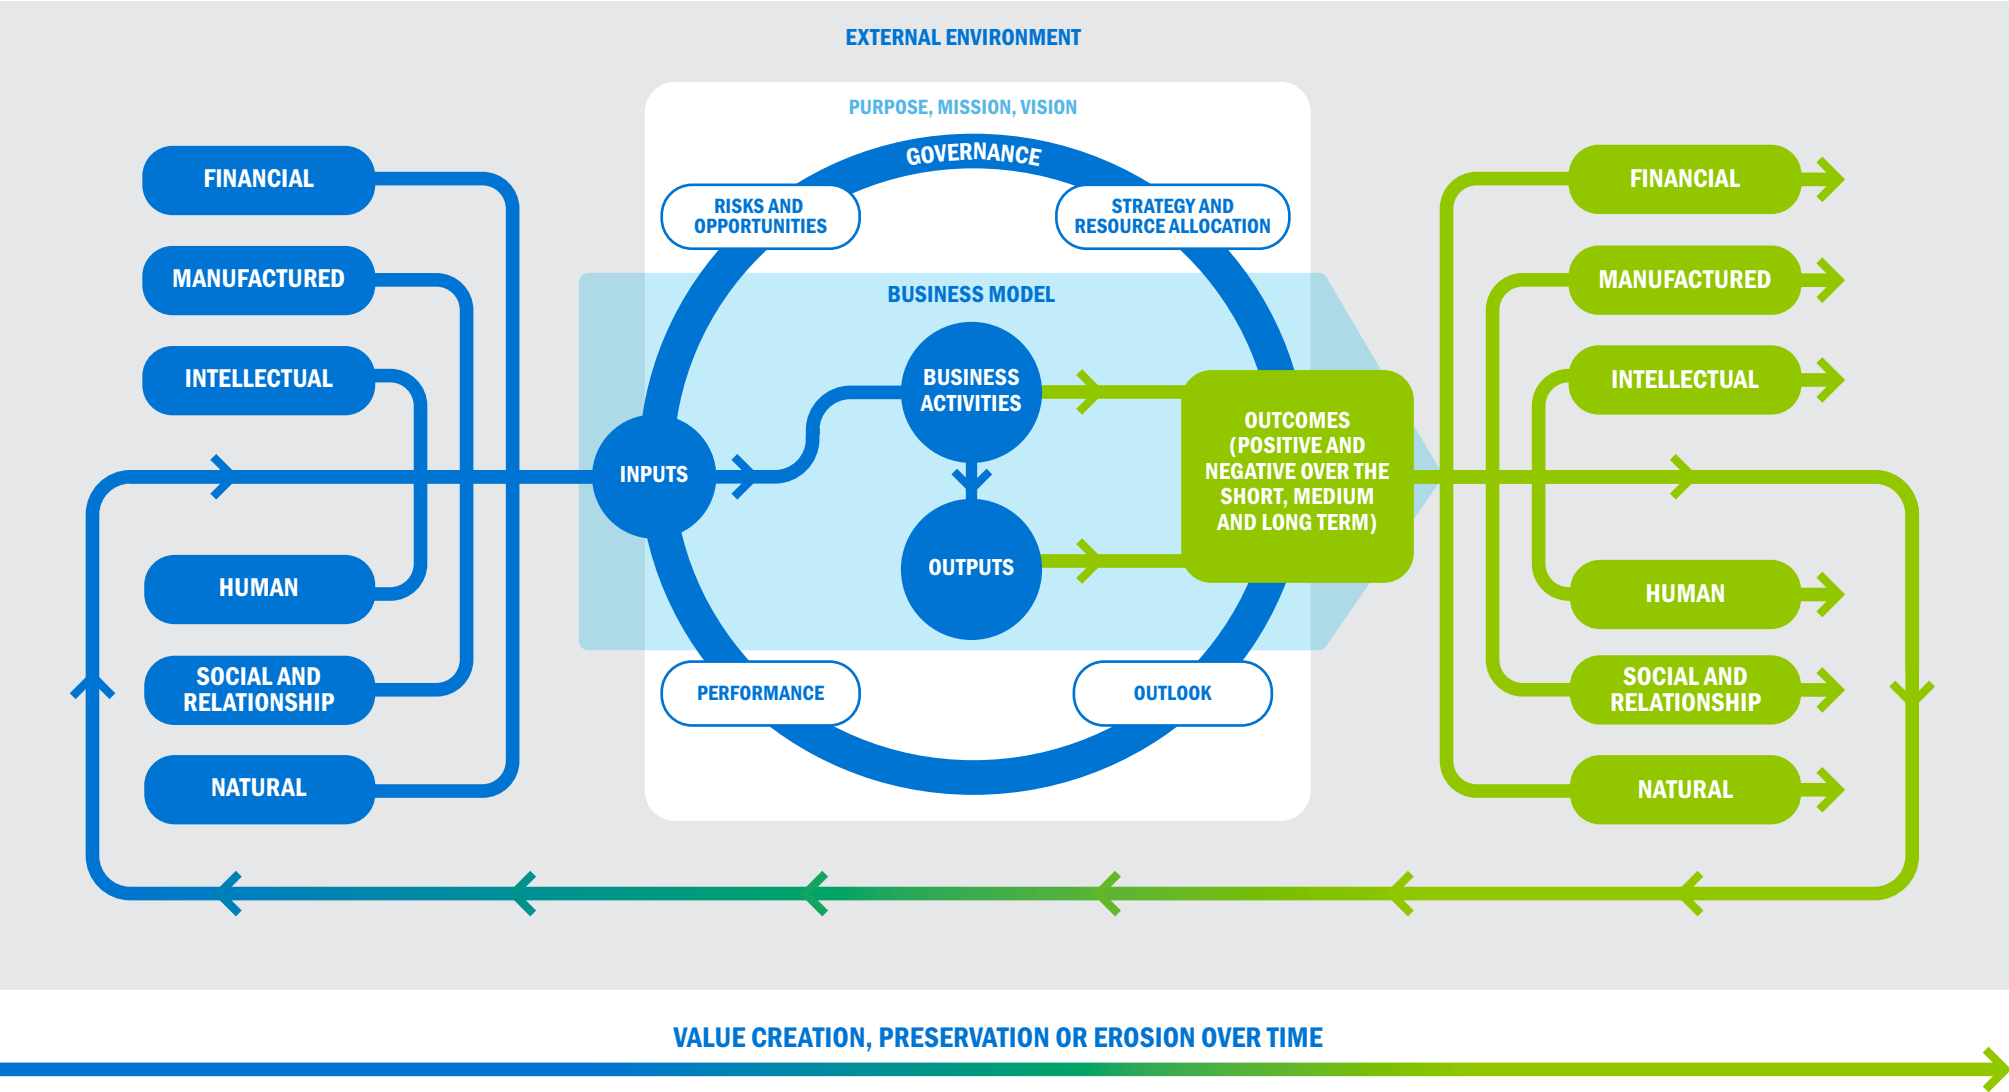 EXTERNAL ENVIRONMENT
PURPOSE, MISSION, VISION
GOVERNANCE
RISKS AND
OPPORTUNITIES
STRATEGY AND
RESOURCE ALLOCATION
FINANCIAL
MANUFACTURED
INTELLECTUAL
HUMAN
SOCIAL AND
RELATIONSHIP
NATURAL
BUSINESS MODEL
INPUTS
BUSINESS
ACTIVITIES
OUTPUTS
OUTCOMES
(POSITIVE AND
NEGATIVE OVER THE
SHORT, MEDIUM
AND LONG TERM)
PERFORMANCE
OUTLOOK
FINANCIAL
MANUFACTURED
INTELLECTUAL
HUMAN
SOCIAL AND
RELATIONSHIP
NATURAL
VALUE CREATION, PRESERVATION OR EROSION OVER TIME